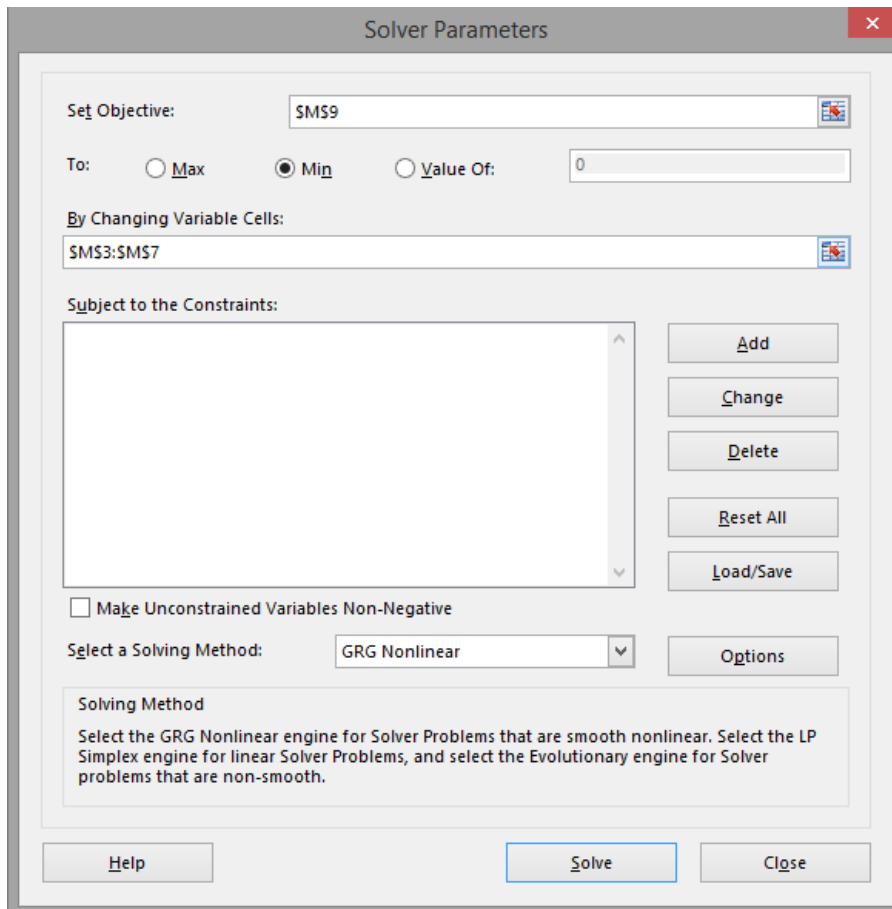 Solver Parameters
Set Objective:
$M$9
To:
Max
Min
Value Of:
0
By Changing Variable Cells:
$M$3:$M$7
Subject to the Constraints:
Add
Change
Delete
Reset All
Load/Save
Make Unconstrained Variables Non-Negative
Select a Solving Method:
GRG Nonlinear
Options
Solving Method
Select the GRG Nonlinear engine for Solver Problems that are smooth nonlinear. Select the LP
Simplex engine for linear Solver Problems, and select the Evolutionary engine for Solver
problems that are non-smooth.
Help
Solve
Close